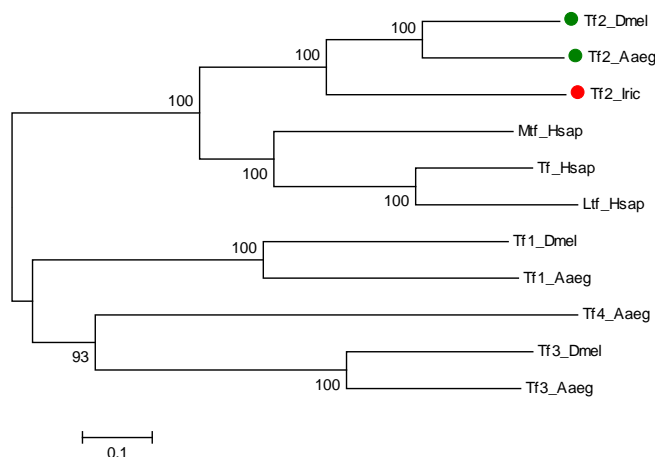 Tf2_Dmel
100
Tf2_Aaeg
100
Tf2_Iric
100
Mtf_Hsap
100
Tf_Hsap
100
Ltf_Hsap
Tf1_Dmel
100
Tf1_Aaeg
Tf4_Aaeg
93
Tf3_Dmel
100
Tf3_Aaeg
0.1